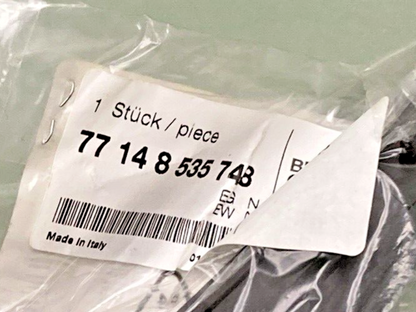 1 Stück / piece
77 14 8 535 748
Made in Italy